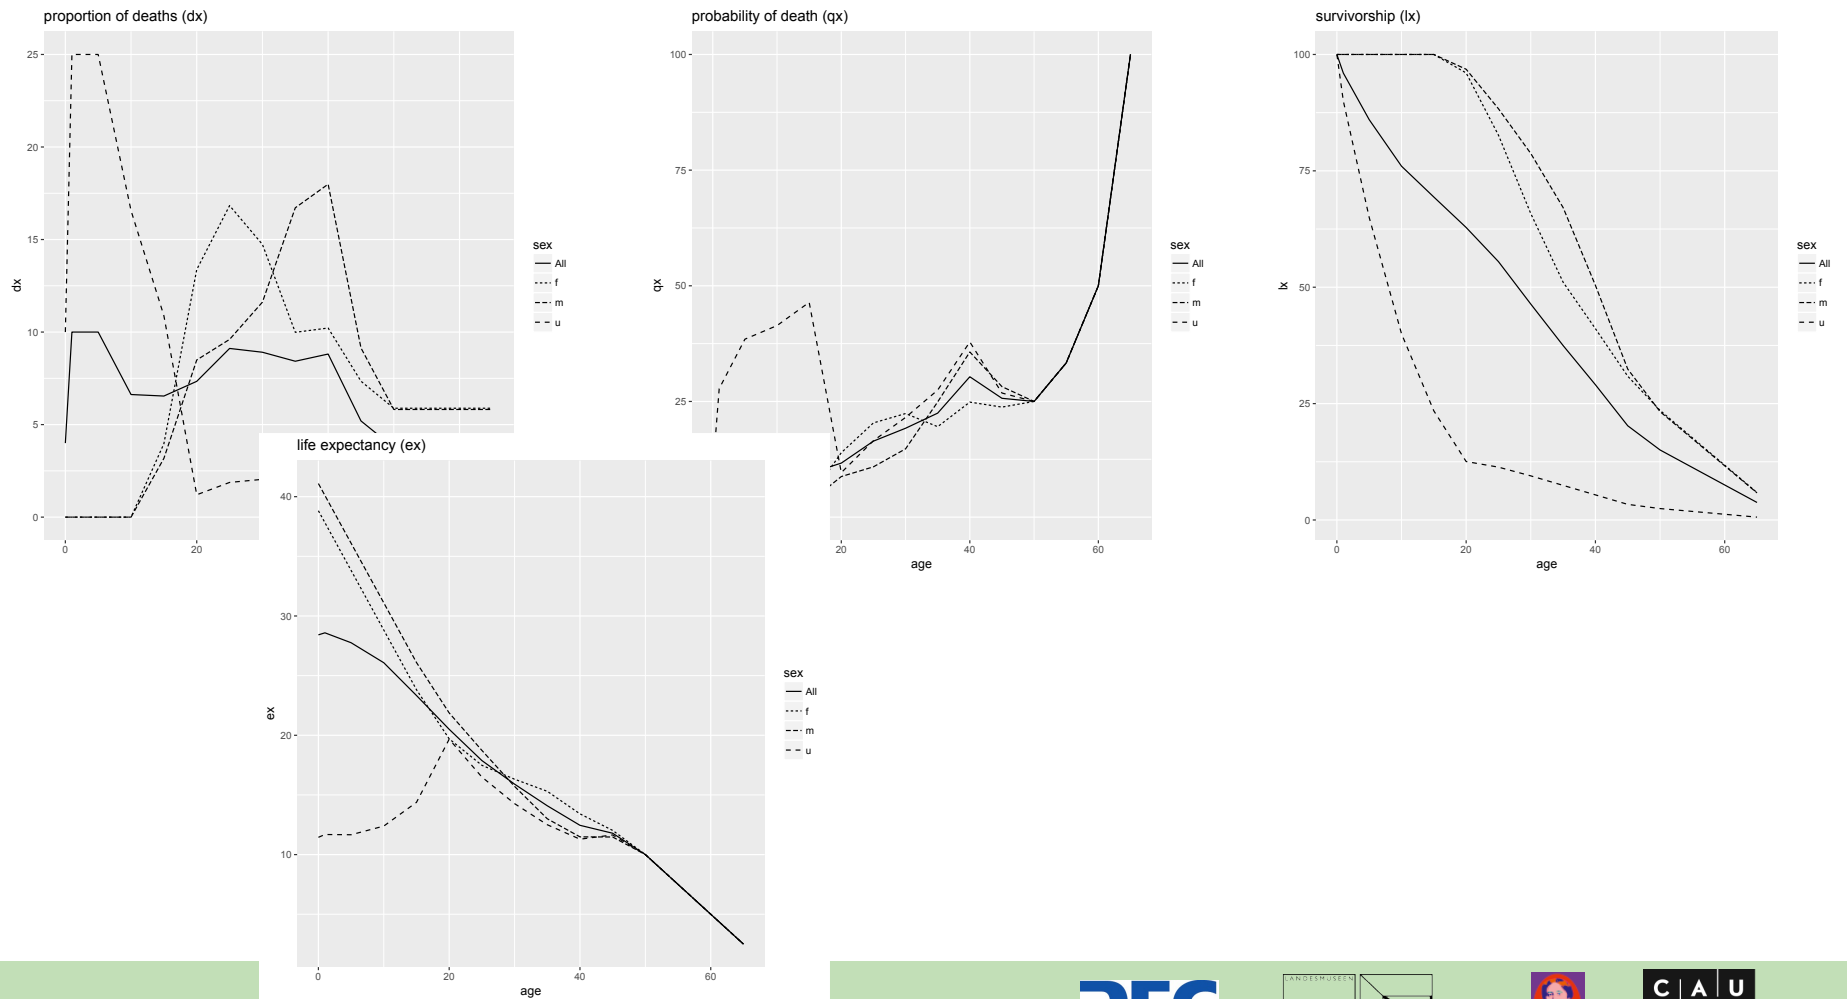 proportion of deaths (dx)
25
20
15
10
5
0
dx
0
20
sex
All
f
m
u
probability of death (qx)
100
75
50
25
qx
20
40
60
age
sex
All
f
m
u
survivorship (lx)
100
75
50
25
0
lx
0
20
40
60
age
sex
All
f
m
u
life expectancy (ex)
40
30
20
10
ex
0
20
40
60
age
sex
All
f
m
u
LANDESMUSEEN
C | A | U